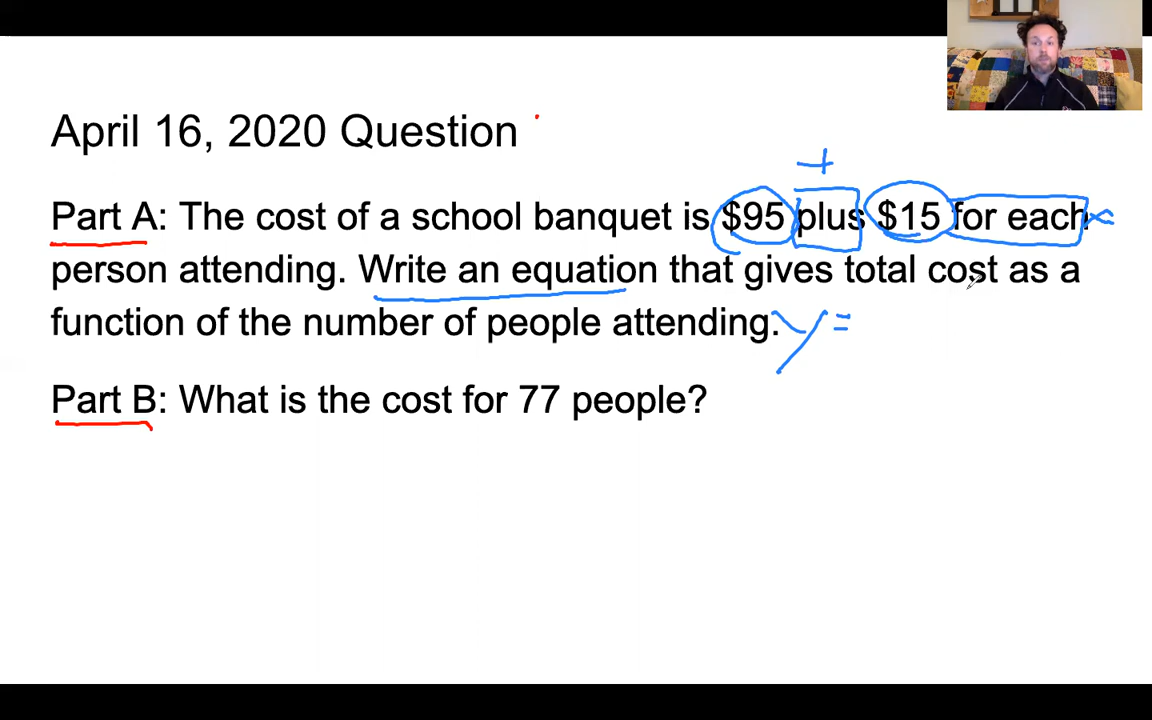 April 16, 2020 Question
+
Part A: The cost of a school banquet is $95 plus $15 for each x
person attending. Write an equation that gives total cost as a
function of the number of people attending. y =
Part B: What is the cost for 77 people?